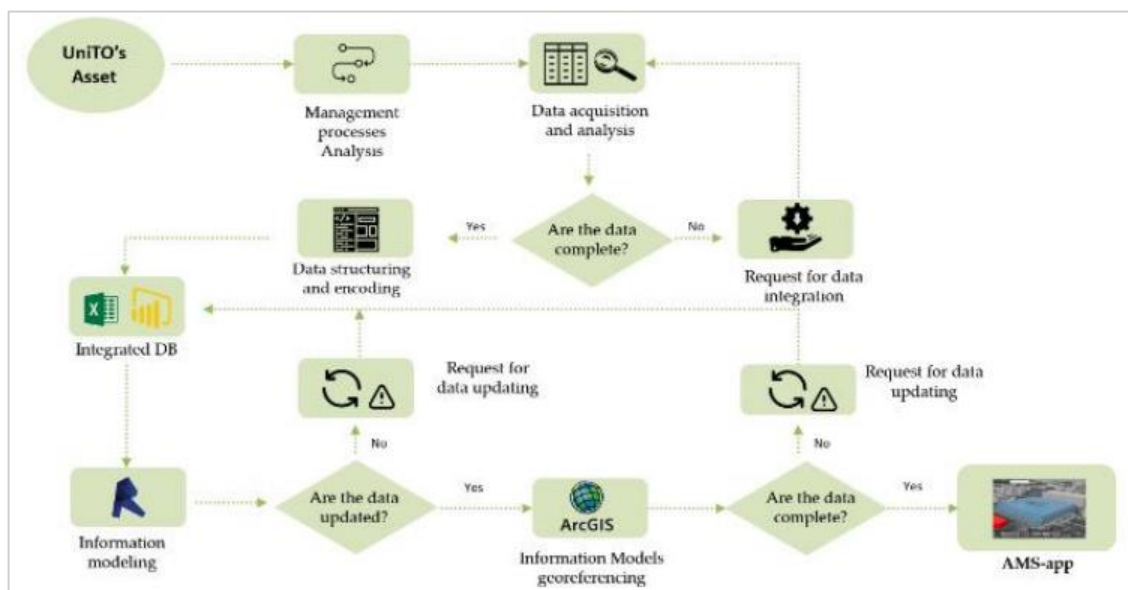 UniTO's
Asset
Management
processes
Analysis
Data acquisition
and analysis
Yes
Are the data
complete?
No
Data structuring
and encoding
Request for data
integration
Integrated DB
Request for
data updating
Request for data
updating
No
No
Information
modeling
Are the data
updated?
Yes
ArcGIS
Information Models
georeferencing
Are the data
complete?
Yes
AMS-app